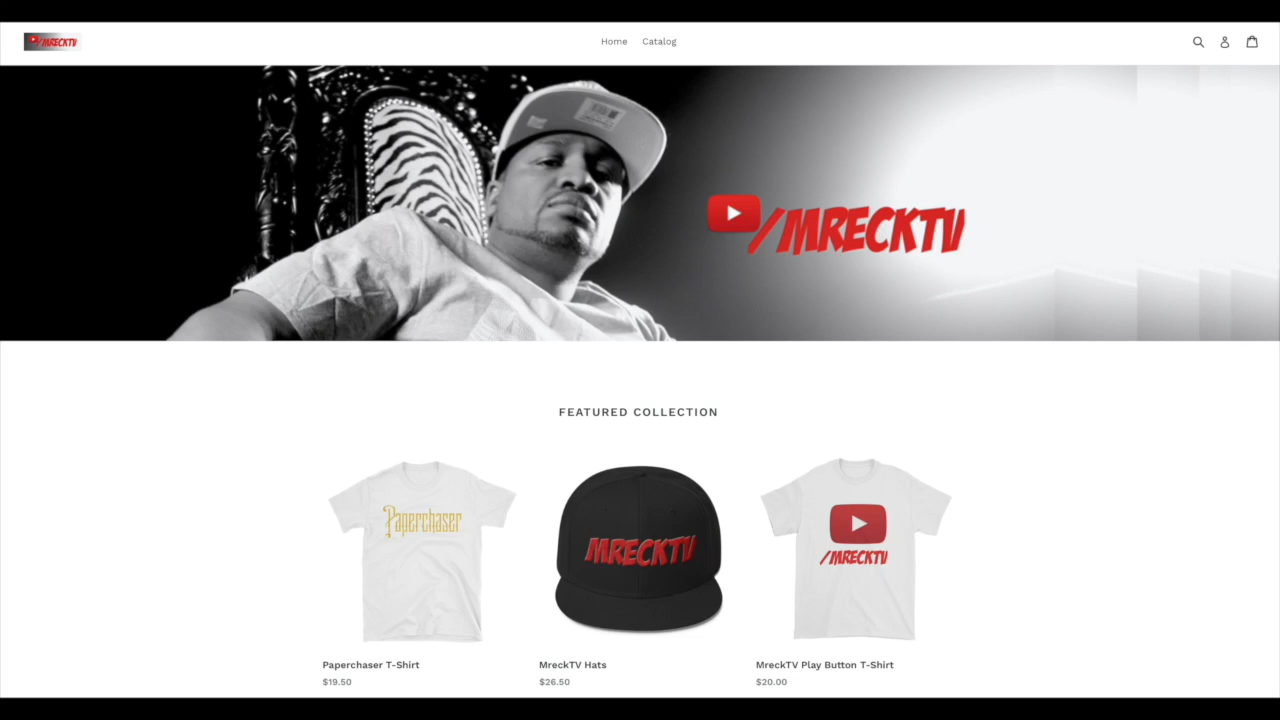 /MRECKTV
Home Catalog
/MRECKTV
FEATURED COLLECTION
Paperchaser
MRECKTV
/MRECKTV
Paperchaser T-Shirt
$19.50
MreckTV Hats
$26.50
MreckTV Play Button T-Shirt
$20.00